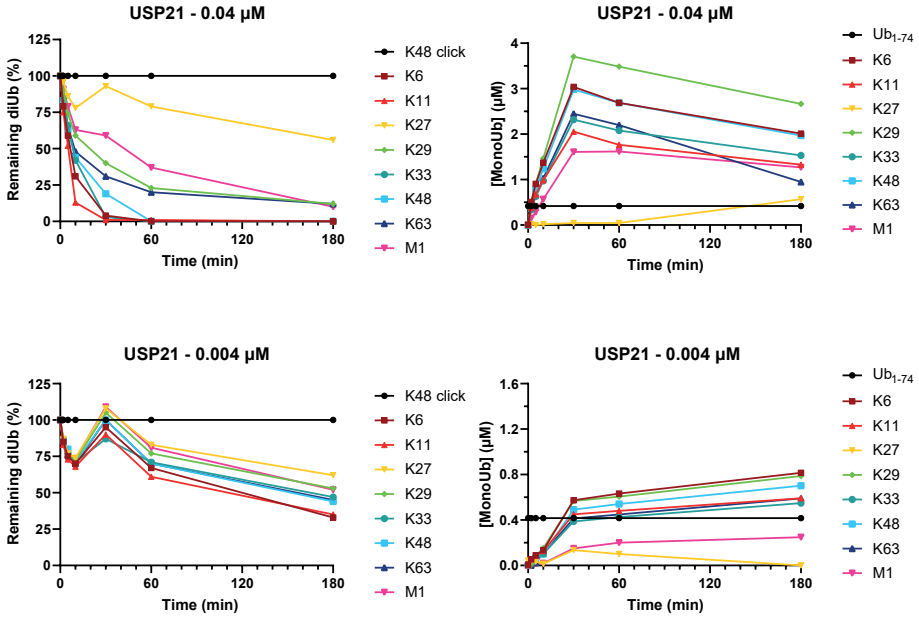 USP21 - 0.04 µM
Remaining diUb (%)
125
100
75
50
25
0
0
60
120
180
Time (min)
K48 click
K6
K11
K27
K29
K33
K48
K63
M1
USP21 - 0.04 µM
[MonoUb] (µM)
4
3
2
1
0
0
60
120
180
Time (min)
Ub1-74
K6
K11
K27
K29
K33
K48
K63
M1
USP21 - 0.004 µM
Remaining diUb (%)
125
100
75
50
25
0
0
60
120
180
Time (min)
K48 click
K6
K11
K27
K29
K33
K48
K63
M1
USP21 - 0.004 µM
[MonoUb] (µM)
1.6
1.2
0.8
0.4
0.0
0
60
120
180
Time (min)
Ub1-74
K6
K11
K27
K29
K33
K48
K63
M1